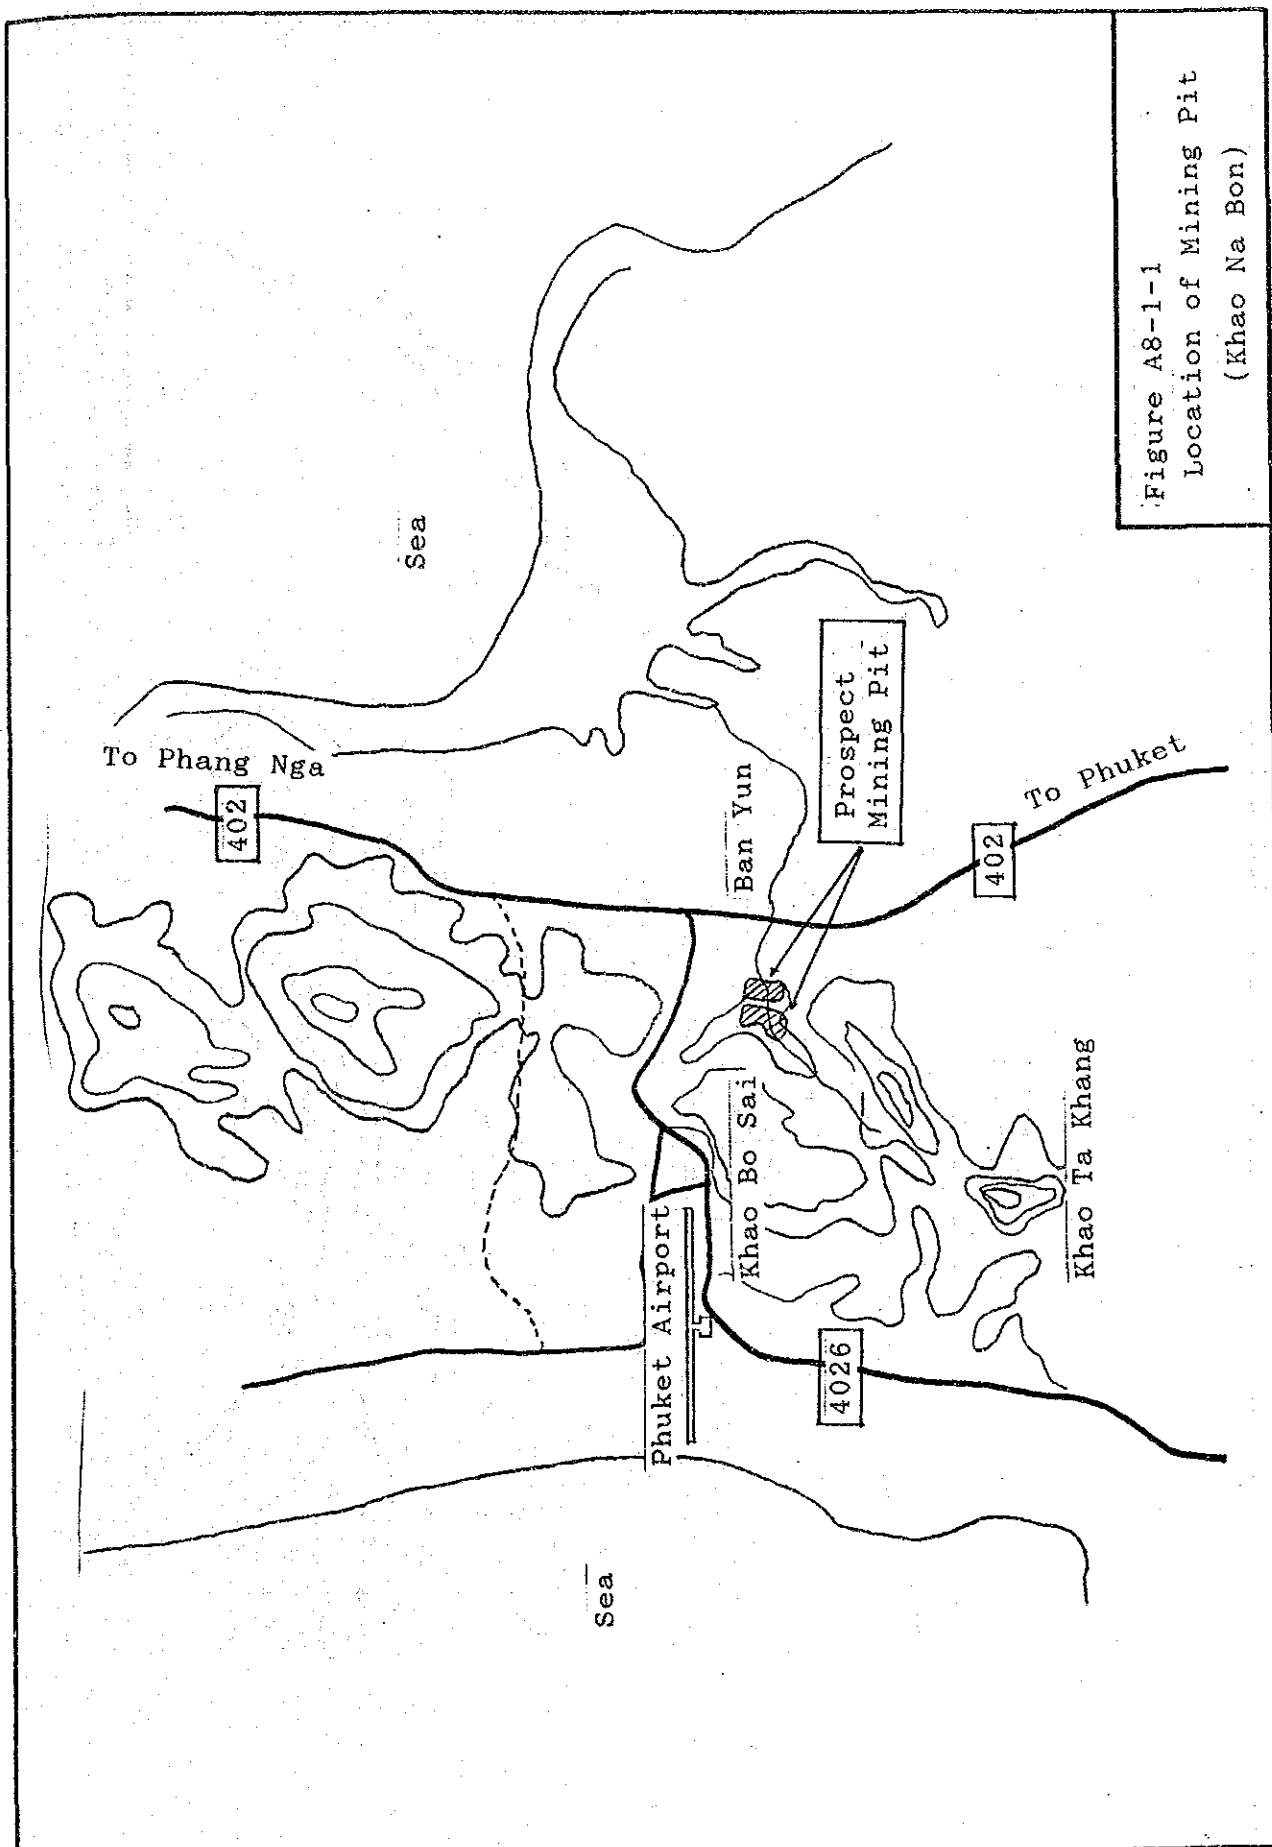 Sea
To Phang Nga
402
Ban Yun
Prospect
Mining Pit
402
To Phuket
Phuket Airport
Khao Bo Sai
Khao Ta Khang
4026
Sea
Figure A8-1-1
Location of Mining Pit
(Khao Na Bon)